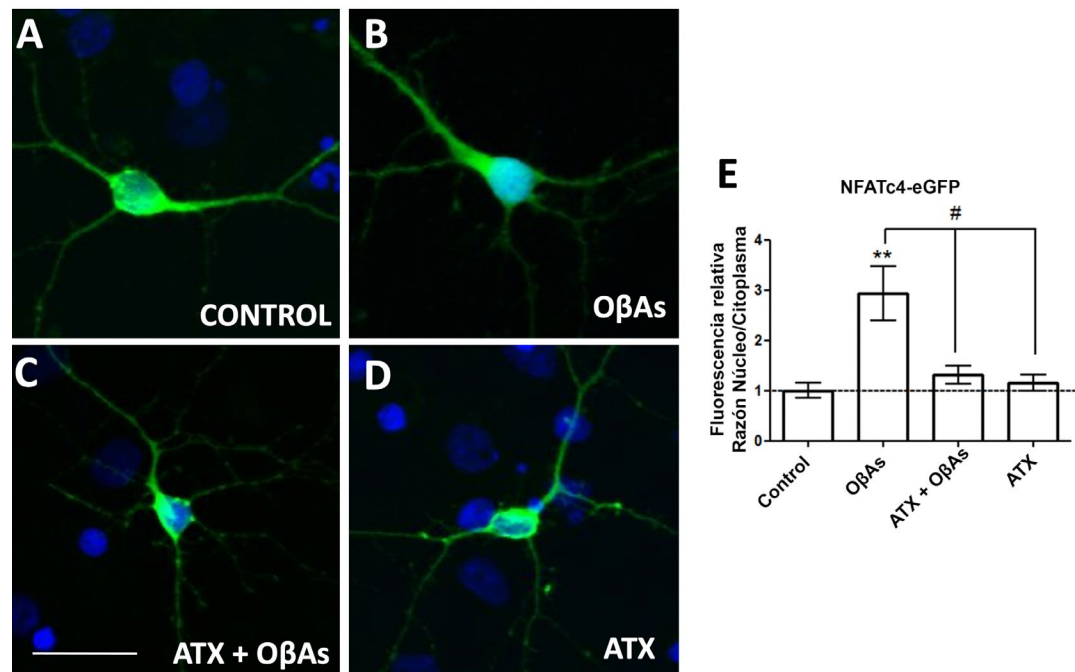 A
CONTROL
B
OβAs
C
ATX + OβAs
D
ATX
E
NFATc4-eGFP
#
**
Fluorescencia relativa
Razón Núcleo/Citoplasma
4
3
2
1
0
Control
OβAs
ATX + OβAs
ATX